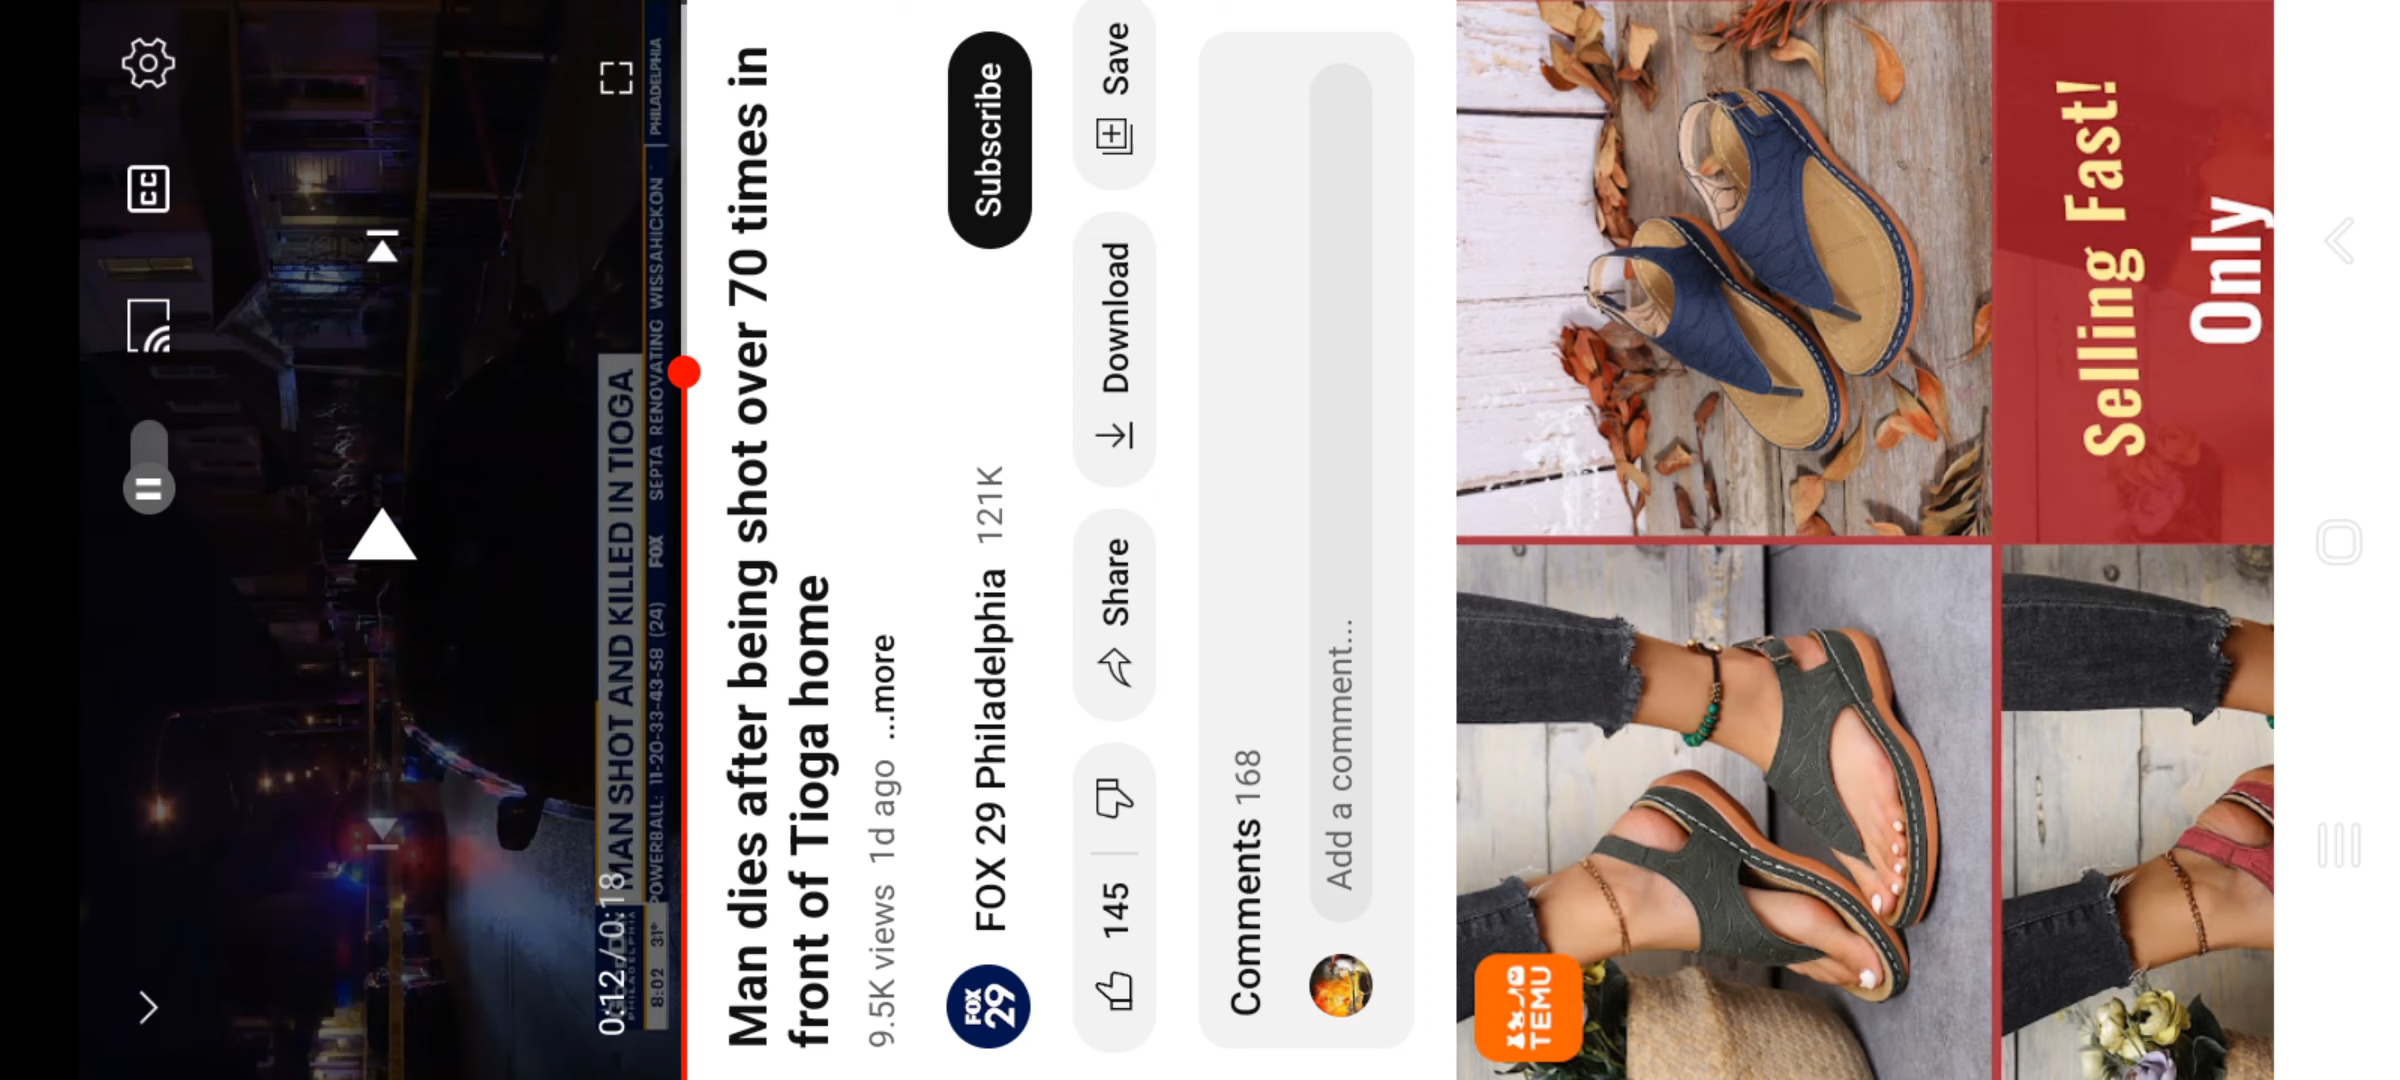 CC
MAN SHOT AND KILLED IN TIOGA
8:02 31° POWERBALL: 11-20-33-43-58 (24) FOX SEPTA RENOVATING WISSAHICKON PHILADELPHIA
0:12 / 0:18
Man dies after being shot over 70 times in
front of Tioga home
9.5K views 1d ago ...more
FOX 29 FOX 29 Philadelphia 121K Subscribe
145 Share Download Save
Comments 168
Add a comment...
TEMU
Selling Fast!
Only